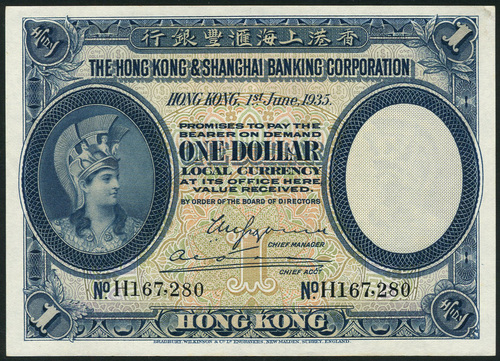 行銀豐滙海上港香
1
THE HONG KONG & SHANGHAI BANKING CORPORATION
HONG KONG, 1ST June, 1935.
PROMISES TO PAY THE
BEARER ON DEMAND
ONE DOLLAR
LOCAL CURRENCY
AT ITS OFFICE HERE
VALUE RECEIVED.
BY ORDER OF THE BOARD OF DIRECTORS
CHIEF MANAGER
CHIEF ACCT
1
No. H167,280
No. H167,280
1
HONG KONG
BRADBURY, WILKINSON & Co Ld ENGRAVERS, NEW MALDEN, SURREY, ENGLAND.